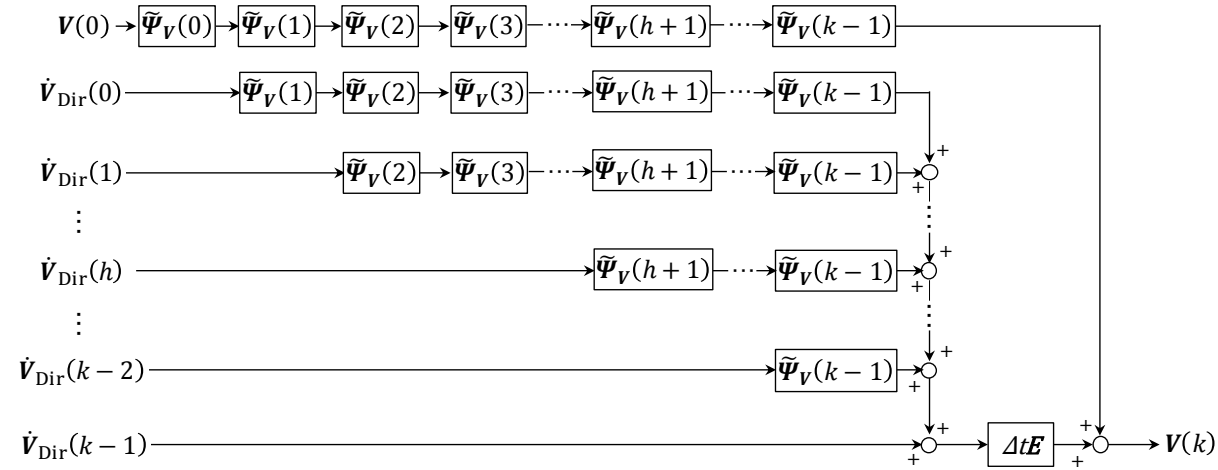 𝑽(0) 𝜳̃𝑽(0) 𝜳̃𝑽(1) 𝜳̃𝑽(2) 𝜳̃𝑽(3) ⋯ 𝜳̃𝑽(ℎ + 1) ⋯ 𝜳̃𝑽(𝑘 − 1)
𝑽̇Dir(0) 𝜳̃𝑽(1) 𝜳̃𝑽(2) 𝜳̃𝑽(3) ⋯ 𝜳̃𝑽(ℎ + 1) ⋯ 𝜳̃𝑽(𝑘 − 1)
+
𝑽̇Dir(1) 𝜳̃𝑽(2) 𝜳̃𝑽(3) ⋯ 𝜳̃𝑽(ℎ + 1) ⋯ 𝜳̃𝑽(𝑘 − 1)
+
⋮ ⋮
+
𝑽̇Dir(ℎ) 𝜳̃𝑽(ℎ + 1) ⋯ 𝜳̃𝑽(𝑘 − 1)
+
⋮ ⋮
+
𝑽̇Dir(𝑘 − 2) 𝜳̃𝑽(𝑘 − 1)
+
+ +
𝑽̇Dir(𝑘 − 1) 𝛥𝑡𝑬 𝑽(𝑘)
+ +